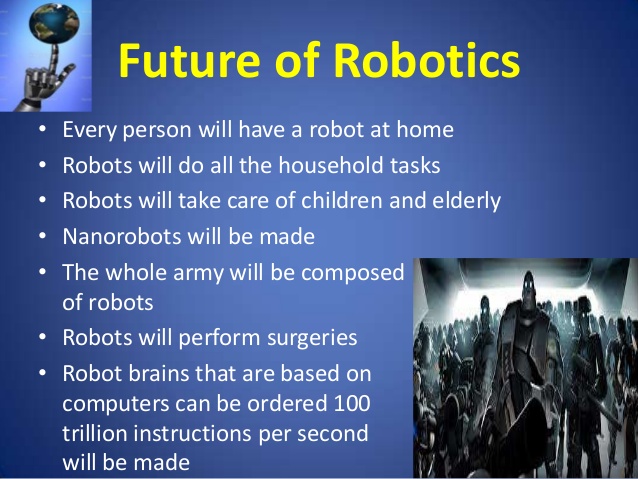 Future of Robotics
• Every person will have a robot at home
• Robots will do all the household tasks
• Robots will take care of children and elderly
• Nanorobots will be made
• The whole army will be composed
of robots
• Robots will perform surgeries
• Robot brains that are based on
computers can be ordered 100
trillion instructions per second
will be made